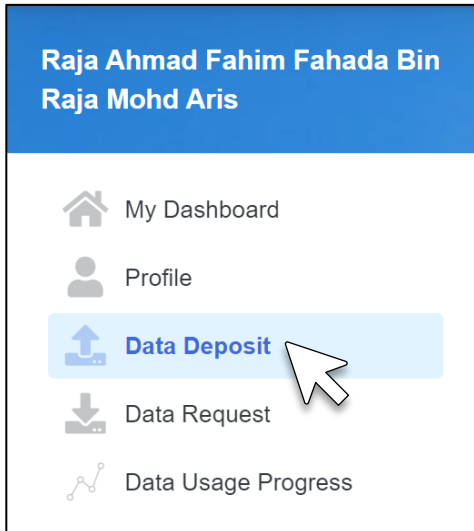 Raja Ahmad Fahim Fahada Bin
Raja Mohd Aris
My Dashboard
Profile
Data Deposit
Data Request
Data Usage Progress